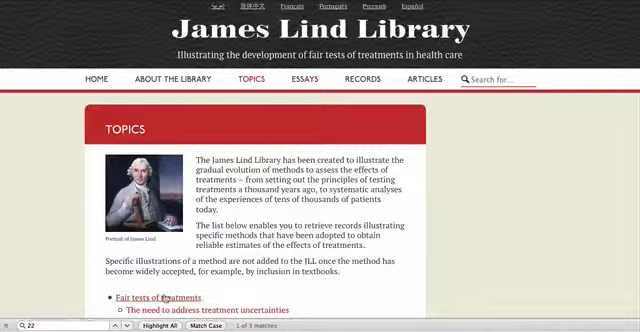 العربية 简体中文 Français Português Русский Español
James Lind Library
Illustrating the development of fair tests of treatments in health care
HOME ABOUT THE LIBRARY TOPICS ESSAYS RECORDS ARTICLES Search for...
TOPICS
The James Lind Library has been created to illustrate the
gradual evolution of methods to assess the effects of
treatments – from setting out the principles of testing
treatments a thousand years ago, to systematic analyses
of the experiences of tens of thousands of patients
today.
The list below enables you to retrieve records illustrating
specific methods that have been adopted to obtain
reliable estimates of the effects of treatments.
Portrait of James Lind
Specific illustrations of a method are not added to the JLL once the method has
become widely accepted, for example, by inclusion in textbooks.
Fair tests of treatments
The need to address treatment uncertainties
22 Highlight All Match Case 1 of 3 matches